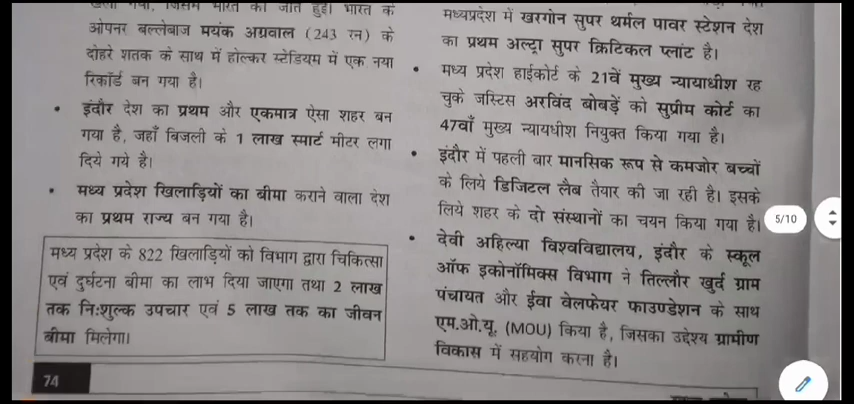 ओपनर बल्लेबाज मयंक अग्रवाल (243 रन) के
दोहरे शतक के साथ में होल्कर स्टेडियम में एक नया
रिकॉर्ड बन गया है।
• इंदौर देश का प्रथम और एकमात्र ऐसा शहर बन
गया है, जहाँ बिजली के 1 लाख स्मार्ट मीटर लगा
दिये गये है।
• मध्य प्रदेश खिलाड़ियों का बीमा कराने वाला देश
का प्रथम राज्य बन गया है।
मध्य प्रदेश के 822 खिलाड़ियों को विभाग द्वारा चिकित्सा
एवं दुर्घटना बीमा का लाभ दिया जाएगा तथा 2 लाख
तक निःशुल्क उपचार एवं 5 लाख तक का जीवन
बीमा मिलेगा।
74
मध्यप्रदेश में खरगोन सुपर थर्मल पावर स्टेशन देश
का प्रथम अल्ट्रा सुपर क्रिटिकल प्लांट है।
• मध्य प्रदेश हाईकोर्ट के 21वें मुख्य न्यायाधीश रह
चुके जस्टिस अरविंद बोबड़ें को सुप्रीम कोर्ट का
47वाँ मुख्य न्यायधीश नियुक्त किया गया है।
• इंदौर में पहली बार मानसिक रूप से कमजोर बच्चों
के लिये डिजिटल लैब तैयार की जा रही है। इसके
लिये शहर के दो संस्थानों का चयन किया गया है।
• देवी अहिल्या विश्वविद्यालय, इंदौर के स्कूल
ऑफ इकोनॉमिक्स विभाग ने तिल्लौर खुर्द ग्राम
पंचायत और ईवा वेलफेयर फाउण्डेशन के साथ
एम.ओ.यू. (MOU) किया है, जिसका उद्देश्य ग्रामीण
विकास में सहयोग करना है।
5/10